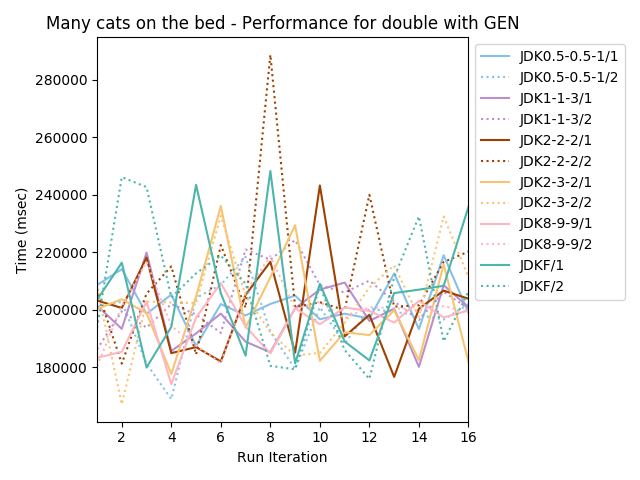 Many cats on the bed - Performance for double with GEN
Time (msec)
280000
260000
240000
220000
200000
180000
2 4 6 8 10 12 14 16
Run Iteration
JDK0.5-0.5-1/1
JDK0.5-0.5-1/2
JDK1-1-3/1
JDK1-1-3/2
JDK2-2-2/1
JDK2-2-2/2
JDK2-3-2/1
JDK2-3-2/2
JDK8-9-9/1
JDK8-9-9/2
JDKF/1
JDKF/2